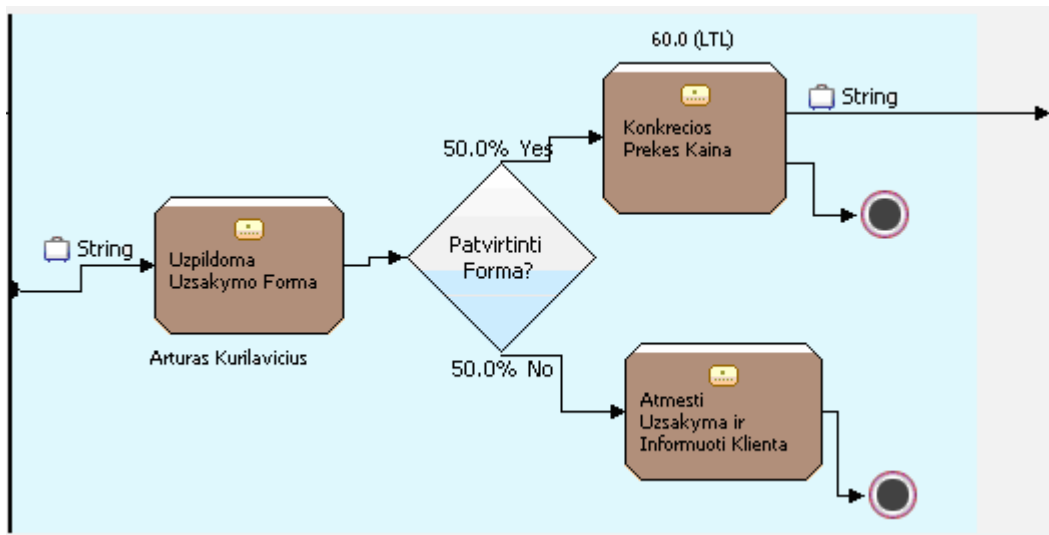 60.0 (LTL)
String
Konkrecios
Prekes Kaina
50.0% Yes
String
Uzpildoma
Uzsakymo Forma
Patvirtinti
Forma?
Arturas Kurilavicius
50.0% No
Atmesti
Uzsakyma ir
Informuoti Klienta